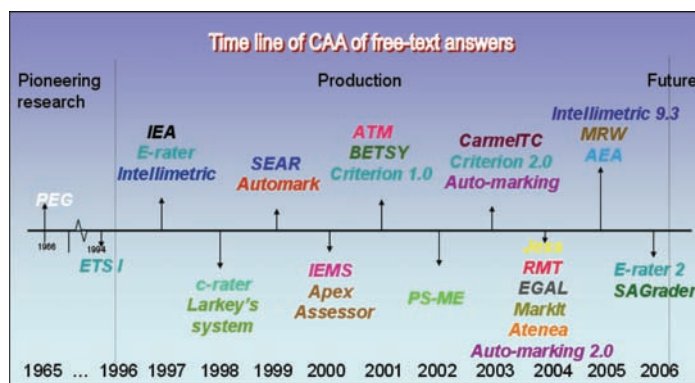 Time line of CAA of free-text answers
Pioneering research
Production
Future
PEG
1966
1994
ETS I
IEA
E-rater
Intellimetric
c-rater
Larkey's system
SEAR
Automark
IEMS
Apex Assessor
ATM
BETSY
Criterion 1.0
PS-ME
CarmelTC
Criterion 2.0
Auto-marking
Jess
RMT
EGAL
MarkIt
Atenea
Auto-marking 2.0
Intellimetric 9.3
MRW
AEA
E-rater 2
SAGrader
1965 ... 1996 1997 1998 1999 2000 2001 2002 2003 2004 2005 2006